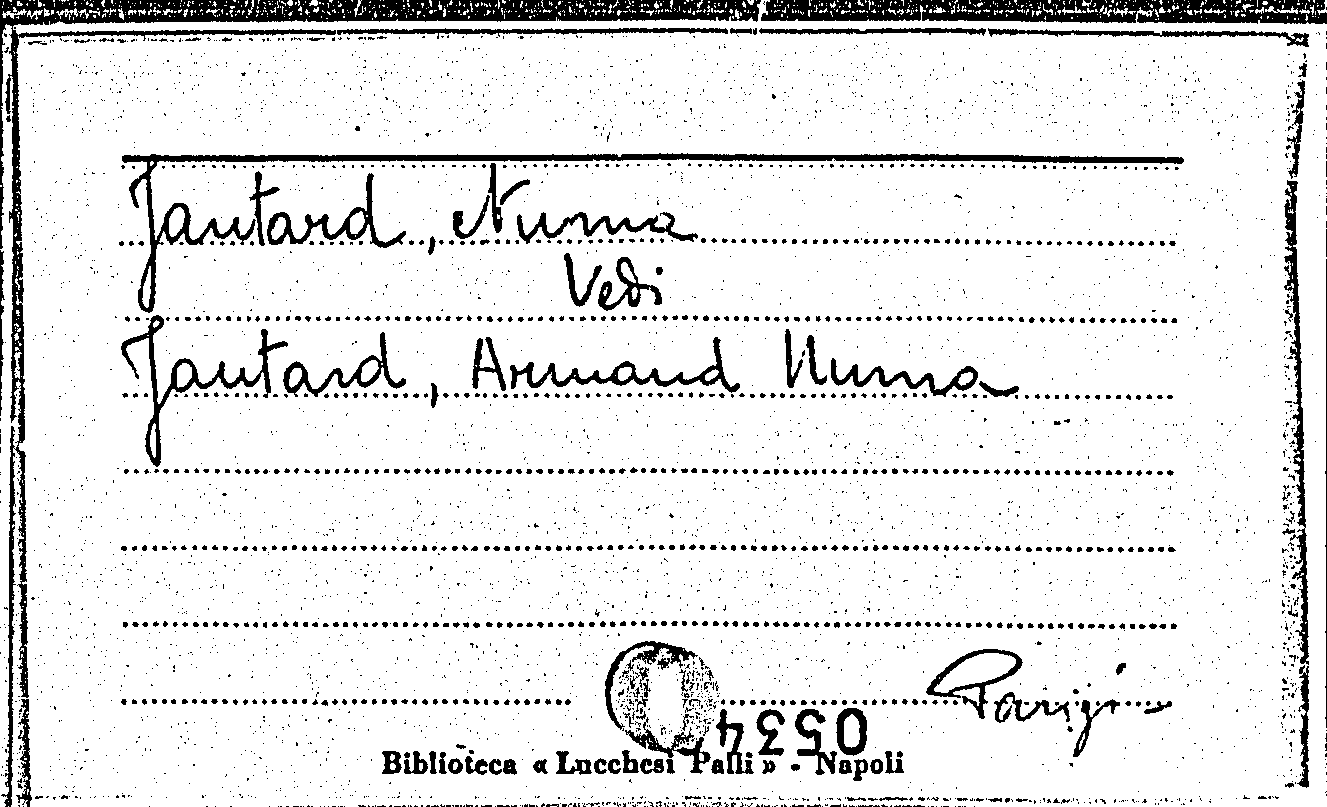 Jautard, Numa
Vedi
Jautard, Armand Numa
Parigi
0534
Biblioteca « Lucchesi Palli » - Napoli